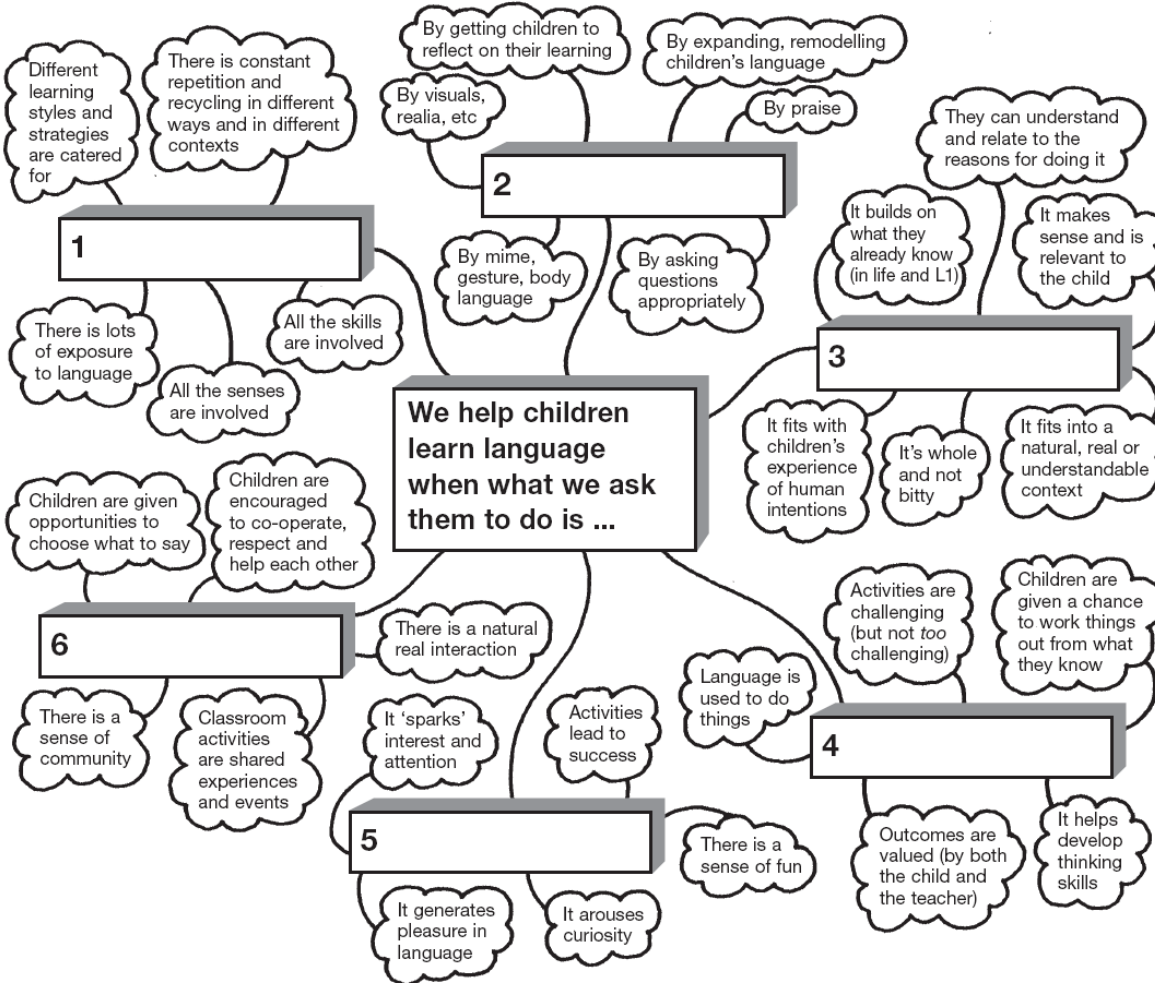 Different
learning
styles and
strategies
are catered
for
There is constant
repetition and
recycling in different
ways and in different
contexts
1
There is lots
of exposure
to language
All the senses
are involved
All the skills
are involved
By getting children to
reflect on their learning
By expanding, remodelling
children's language
By visuals,
realia, etc
By praise
2
By mime,
gesture, body
language
By asking
questions
appropriately
They can understand
and relate to the
reasons for doing it
It builds on
what they
already know
(in life and L1)
It makes
sense and is
relevant to
the child
3
It fits with
children's
experience
of human
intentions
It's whole
and not
bitty
It fits into a
natural, real or
understandable
context
We help children
learn language
when what we ask
them to do is ...
Children are given
opportunities to
choose what to say
Children are
encouraged
to co-operate,
respect and
help each other
6
There is a natural
real interaction
There is a
sense of
community
Classroom
activities
are shared
experiences
and events
It 'sparks'
interest and
attention
Activities
lead to
success
5
There is a
sense of fun
It generates
pleasure in
language
It arouses
curiosity
Language is
used to do
things
Activities are
challenging
(but not too
challenging)
Children are
given a chance
to work things
out from what
they know
4
Outcomes are
valued (by both
the child and
the teacher)
It helps
develop
thinking
skills